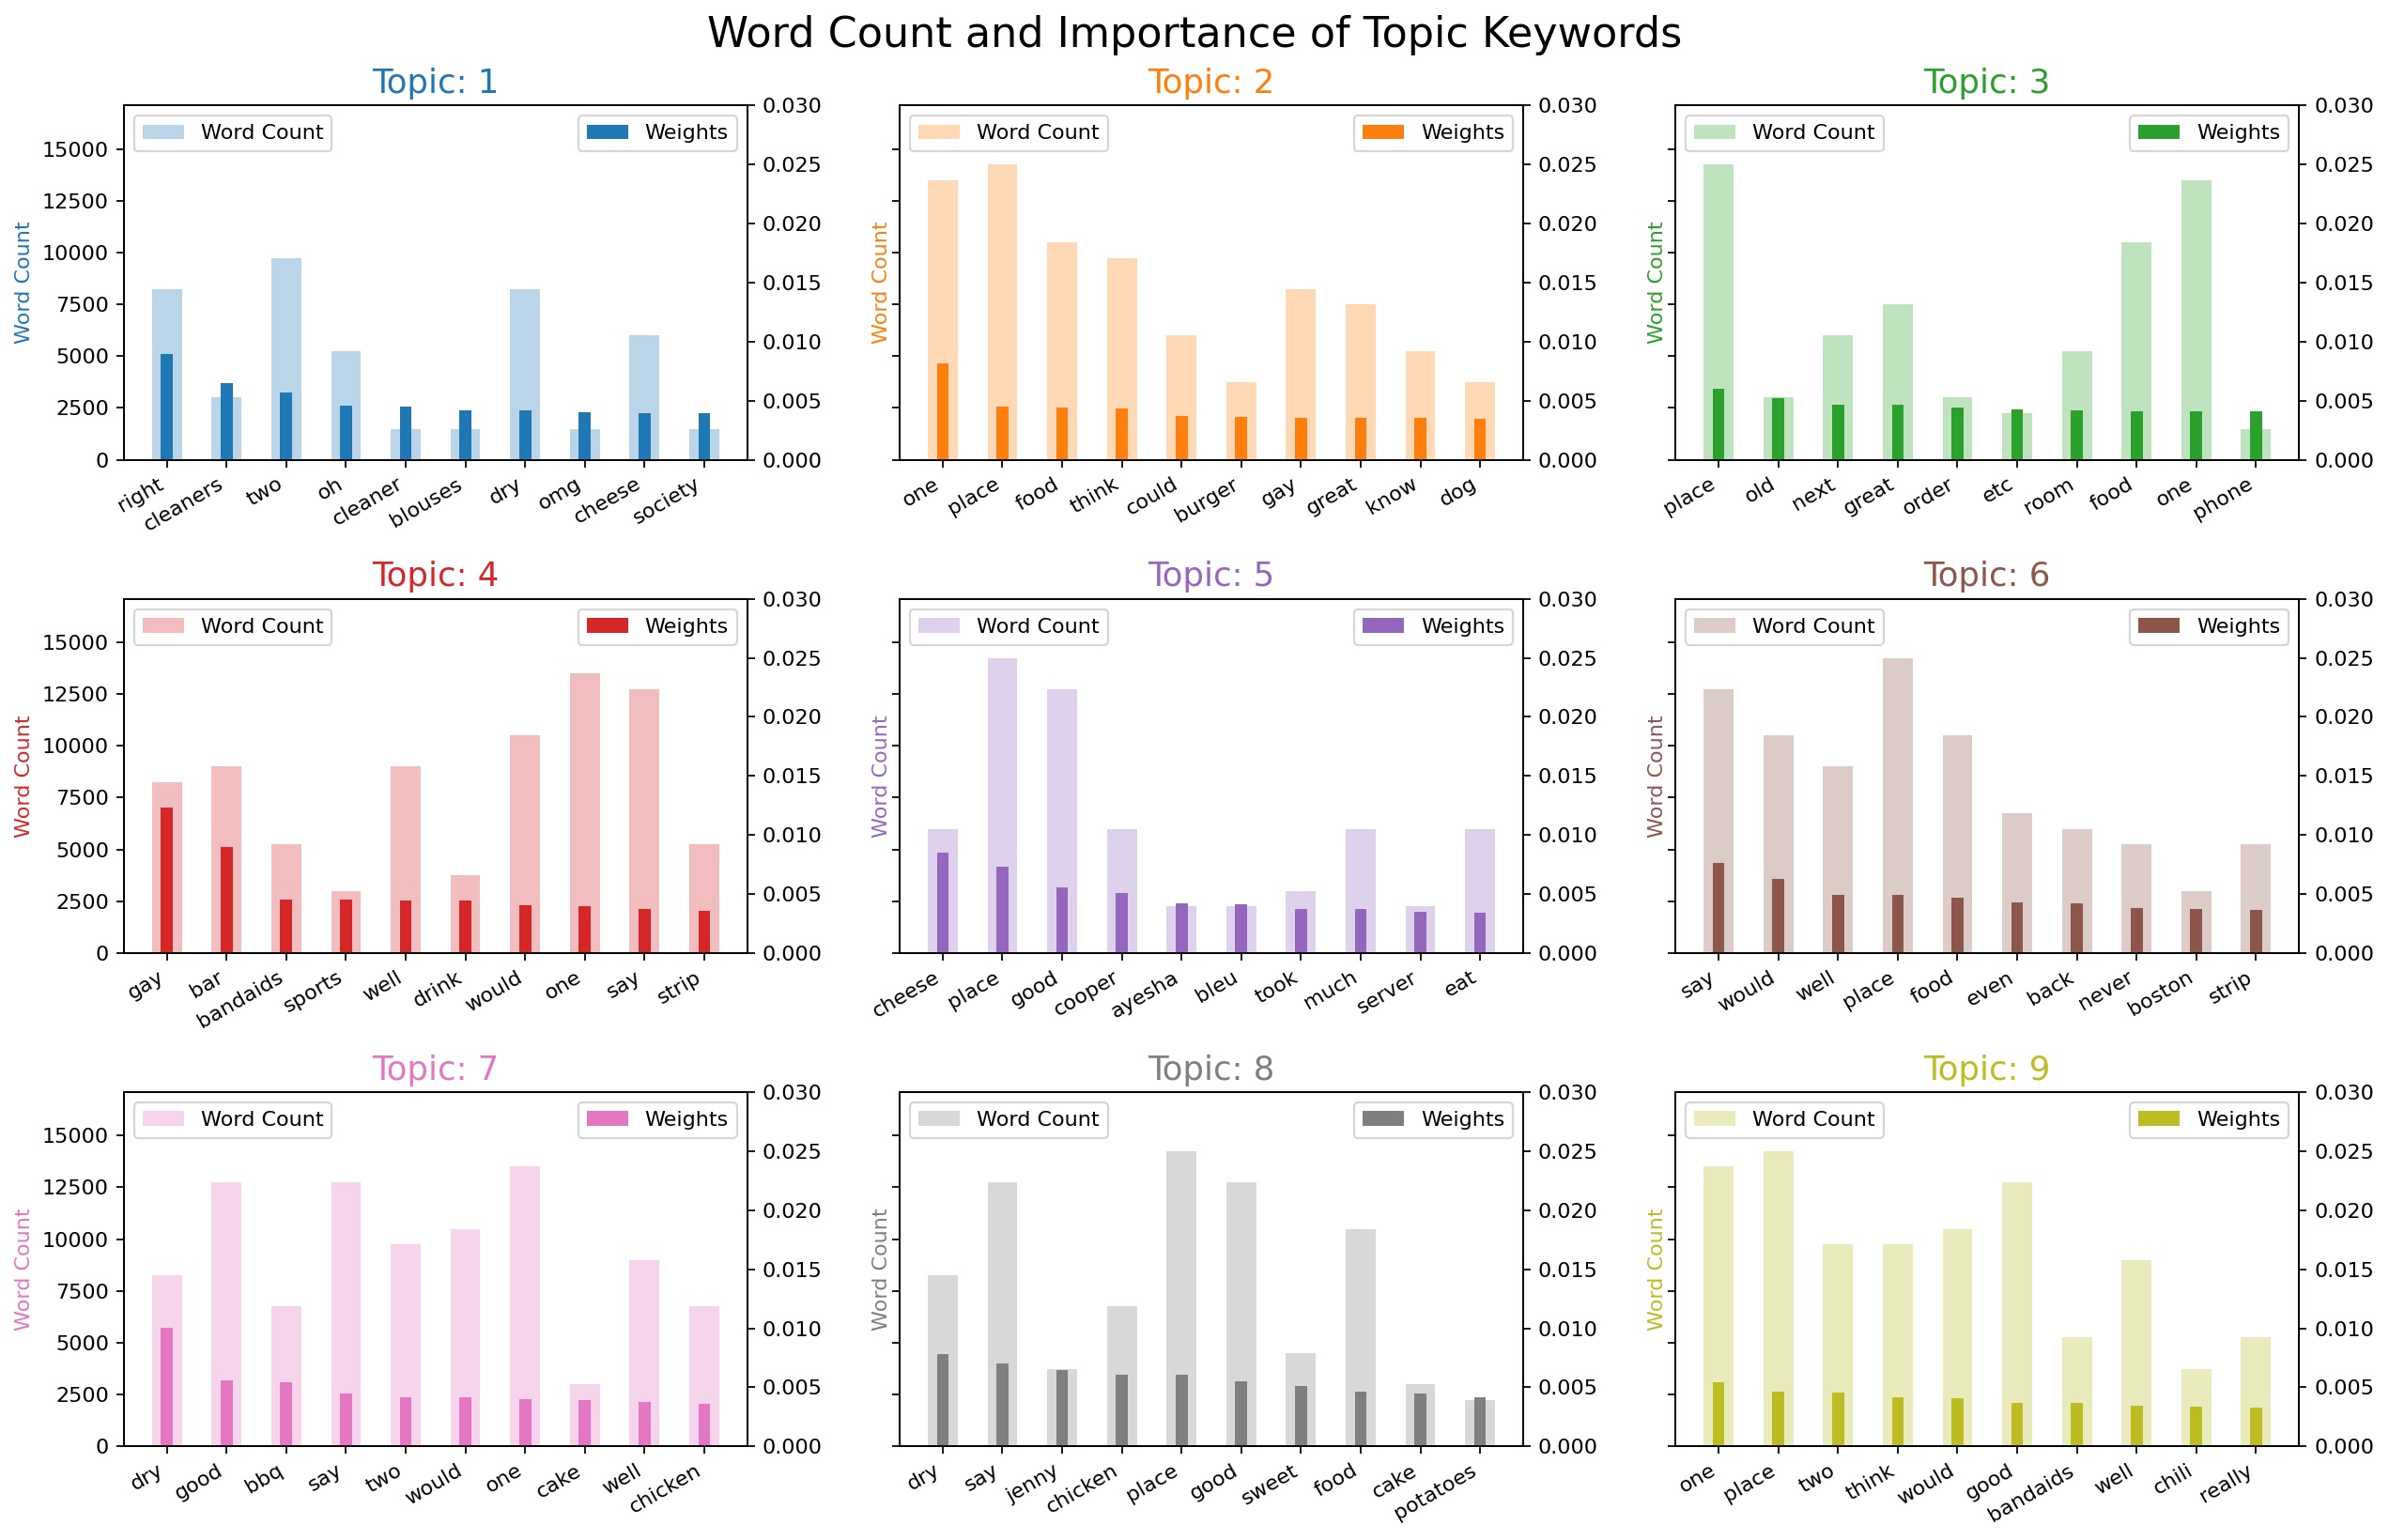 Word Count and Importance of Topic Keywords
Topic: 1
Word Count
Weights
Word Count
15000
12500
10000
7500
5000
2500
0
0.030
0.025
0.020
0.015
0.010
0.005
0.000
right
cleaners
two
oh
cleaner
blouses
dry
omg
cheese
society
Topic: 2
Word Count
Weights
Word Count
0.030
0.025
0.020
0.015
0.010
0.005
0.000
one
place
food
think
could
burger
gay
great
know
dog
Topic: 3
Word Count
Weights
Word Count
0.030
0.025
0.020
0.015
0.010
0.005
0.000
place
old
next
great
order
etc
room
food
one
phone
Topic: 4
Word Count
Weights
Word Count
15000
12500
10000
7500
5000
2500
0
0.030
0.025
0.020
0.015
0.010
0.005
0.000
gay
bar
bandaids
sports
well
drink
would
one
say
strip
Topic: 5
Word Count
Weights
Word Count
0.030
0.025
0.020
0.015
0.010
0.005
0.000
cheese
place
good
cooper
ayesha
bleu
took
much
server
eat
Topic: 6
Word Count
Weights
Word Count
0.030
0.025
0.020
0.015
0.010
0.005
0.000
say
would
well
place
food
even
back
never
boston
strip
Topic: 7
Word Count
Weights
Word Count
15000
12500
10000
7500
5000
2500
0
0.030
0.025
0.020
0.015
0.010
0.005
0.000
dry
good
bbq
say
two
would
one
cake
well
chicken
Topic: 8
Word Count
Weights
Word Count
0.030
0.025
0.020
0.015
0.010
0.005
0.000
dry
say
jenny
chicken
place
good
sweet
food
cake
potatoes
Topic: 9
Word Count
Weights
Word Count
0.030
0.025
0.020
0.015
0.010
0.005
0.000
one
place
two
think
would
good
bandaids
well
chili
really